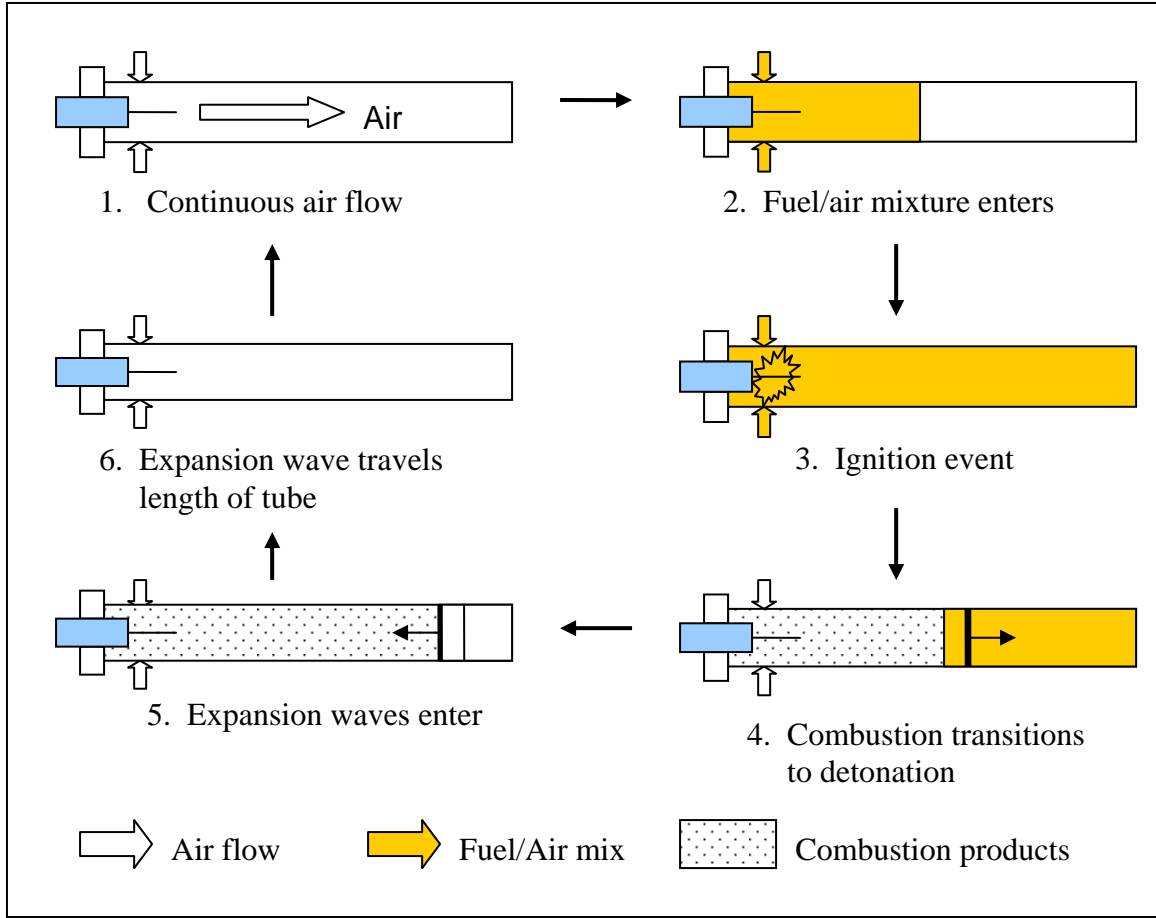 Air
1. Continuous air flow
2. Fuel/air mixture enters
6. Expansion wave travels
length of tube
3. Ignition event
5. Expansion waves enter
4. Combustion transitions
to detonation
Air flow
Fuel/Air mix
Combustion products